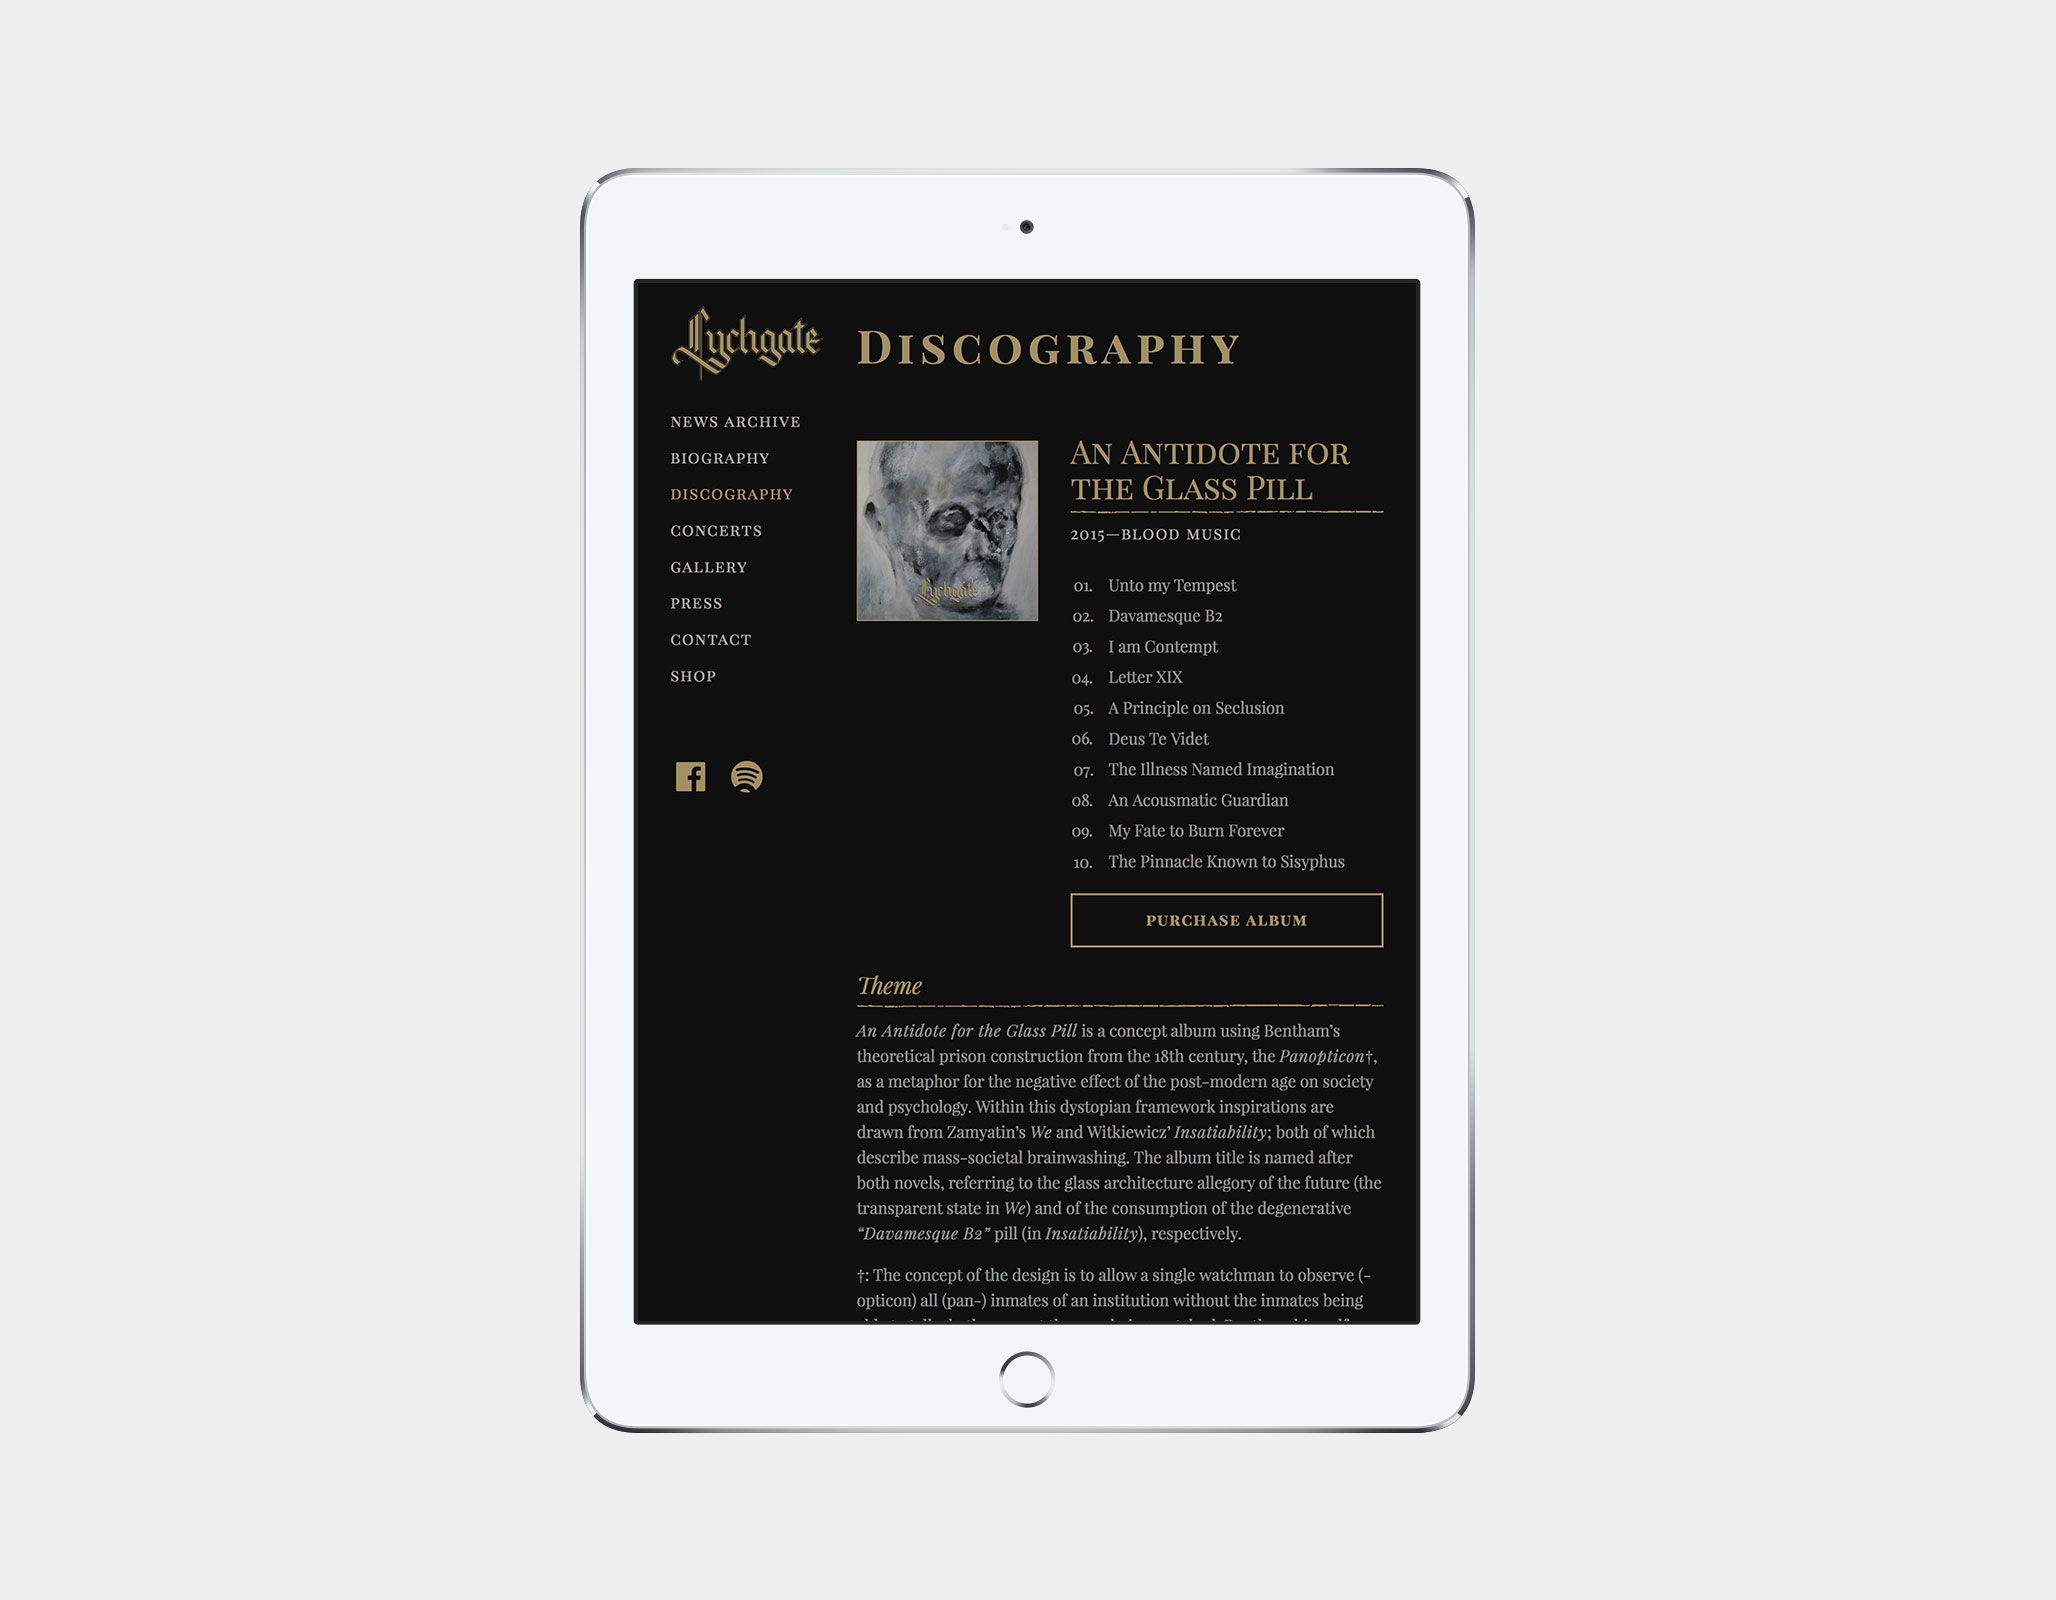 Lychgate
DISCOGRAPHY
NEWS ARCHIVE
BIOGRAPHY
DISCOGRAPHY
CONCERTS
GALLERY
PRESS
CONTACT
SHOP
Lychgate
AN ANTIDOTE FOR
THE GLASS PILL
2015—BLOOD MUSIC
01. Unto my Tempest
02. Davamesque B2
03. I am Contempt
04. Letter XIX
05. A Principle on Seclusion
06. Deus Te Videt
07. The Illness Named Imagination
08. An Acousmatic Guardian
09. My Fate to Burn Forever
10. The Pinnacle Known to Sisyphus
PURCHASE ALBUM
Theme
An Antidote for the Glass Pill is a concept album using Bentham’s
theoretical prison construction from the 18th century, the Panopticon†,
as a metaphor for the negative effect of the post-modern age on society
and psychology. Within this dystopian framework inspirations are
drawn from Zamyatin’s We and Witkiewicz’ Insatiability; both of which
describe mass-societal brainwashing. The album title is named after
both novels, referring to the glass architecture allegory of the future (the
transparent state in We) and of the consumption of the degenerative
“Davamesque B2” pill (in Insatiability), respectively.
†: The concept of the design is to allow a single watchman to observe (-
opticon) all (pan-) inmates of an institution without the inmates being